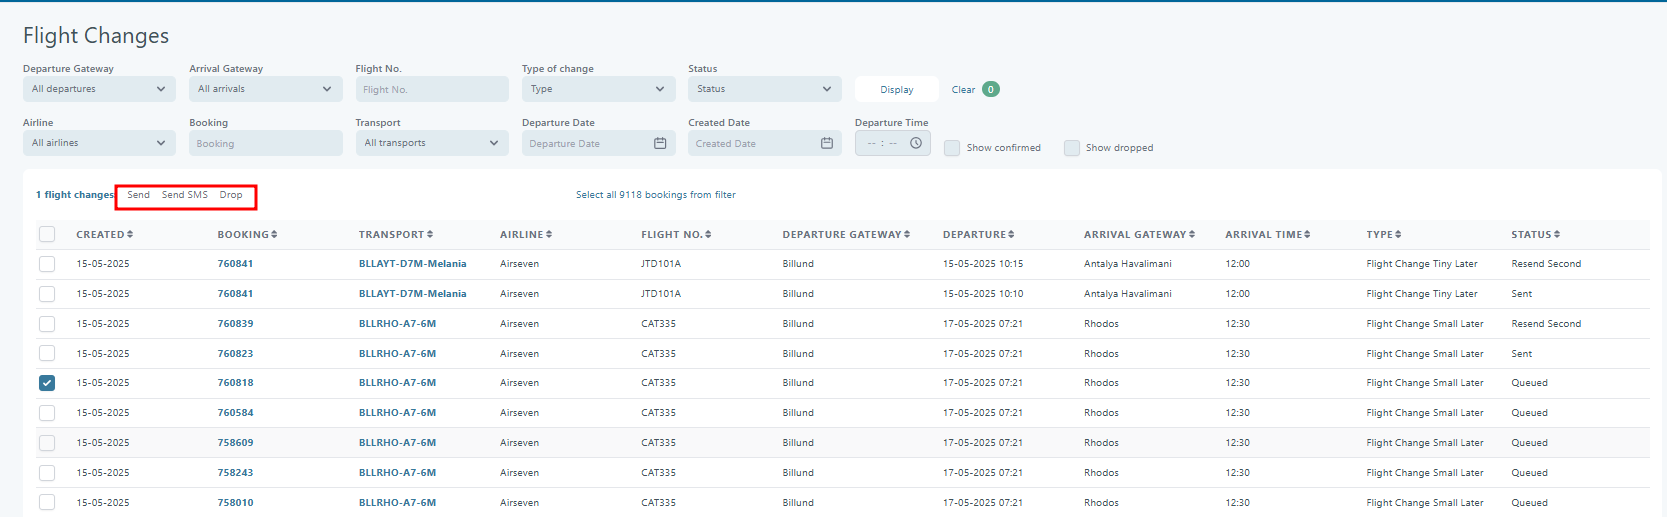 Flight Changes
Departure Gateway Arrival Gateway Flight No. Type of change Status
All departures All arrivals Flight No. Type Status Display Clear 0
Airline Booking Transport Departure Date Created Date Departure Time
All airlines Booking All transports Departure Date Created Date -- : -- Show confirmed Show dropped
1 flight changes Send Send SMS Drop Select all 9118 bookings from filter
CREATED BOOKING TRANSPORT AIRLINE FLIGHT NO. DEPARTURE GATEWAY DEPARTURE ARRIVAL GATEWAY ARRIVAL TIME TYPE STATUS
15-05-2025 760841 BLLAYT-D7M-Melania Airseven JTD101A Billund 15-05-2025 10:15 Antalya Havalimani 12:00 Flight Change Tiny Later Resend Second
15-05-2025 760841 BLLAYT-D7M-Melania Airseven JTD101A Billund 15-05-2025 10:10 Antalya Havalimani 12:00 Flight Change Tiny Later Sent
15-05-2025 760839 BLLRHO-A7-6M Airseven CAT335 Billund 17-05-2025 07:21 Rhodos 12:30 Flight Change Small Later Resend Second
15-05-2025 760823 BLLRHO-A7-6M Airseven CAT335 Billund 17-05-2025 07:21 Rhodos 12:30 Flight Change Small Later Sent
15-05-2025 760818 BLLRHO-A7-6M Airseven CAT335 Billund 17-05-2025 07:21 Rhodos 12:30 Flight Change Small Later Queued
15-05-2025 760584 BLLRHO-A7-6M Airseven CAT335 Billund 17-05-2025 07:21 Rhodos 12:30 Flight Change Small Later Queued
15-05-2025 758609 BLLRHO-A7-6M Airseven CAT335 Billund 17-05-2025 07:21 Rhodos 12:30 Flight Change Small Later Queued
15-05-2025 758243 BLLRHO-A7-6M Airseven CAT335 Billund 17-05-2025 07:21 Rhodos 12:30 Flight Change Small Later Queued
15-05-2025 758010 BLLRHO-A7-6M Airseven CAT335 Billund 17-05-2025 07:21 Rhodos 12:30 Flight Change Small Later Queued